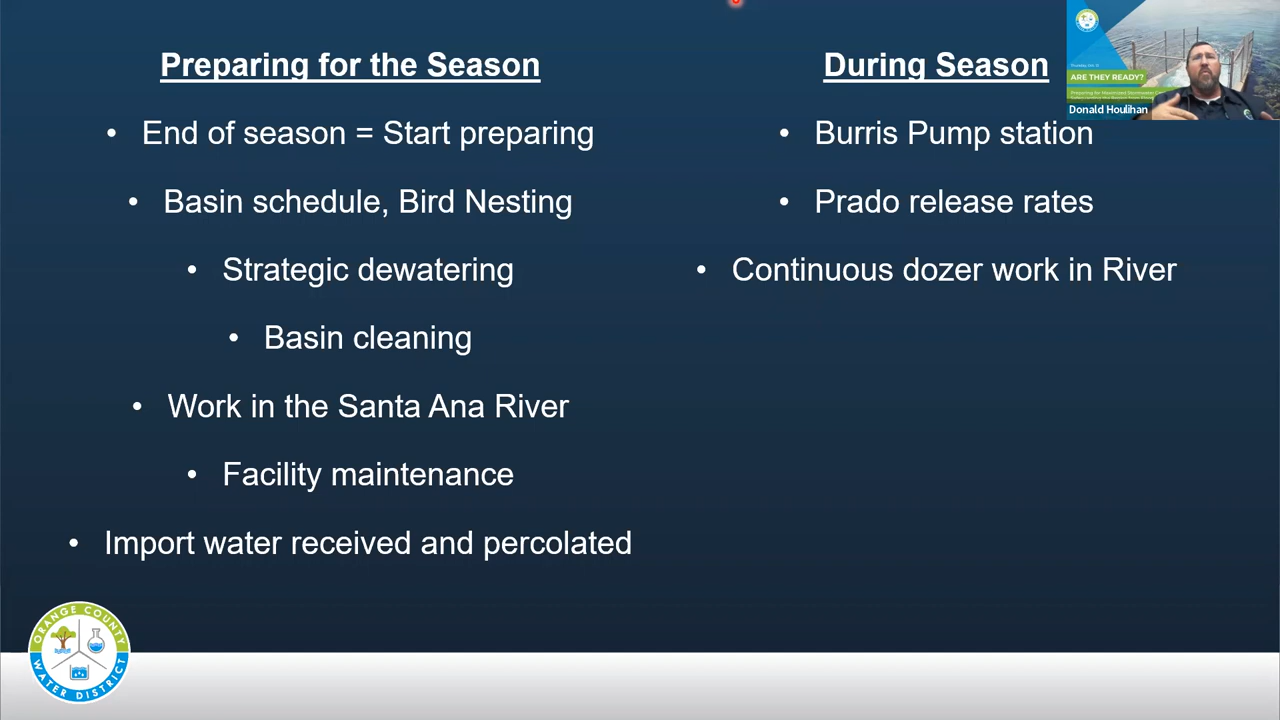 Preparing for the Season
• End of season = Start preparing
• Basin schedule, Bird Nesting
• Strategic dewatering
• Basin cleaning
• Work in the Santa Ana River
• Facility maintenance
• Import water received and percolated
During Season
• Burris Pump station
• Prado release rates
• Continuous dozer work in River
ARE THEY READY?
Donald Houlihan
ORANGE COUNTY
WATER DISTRICT